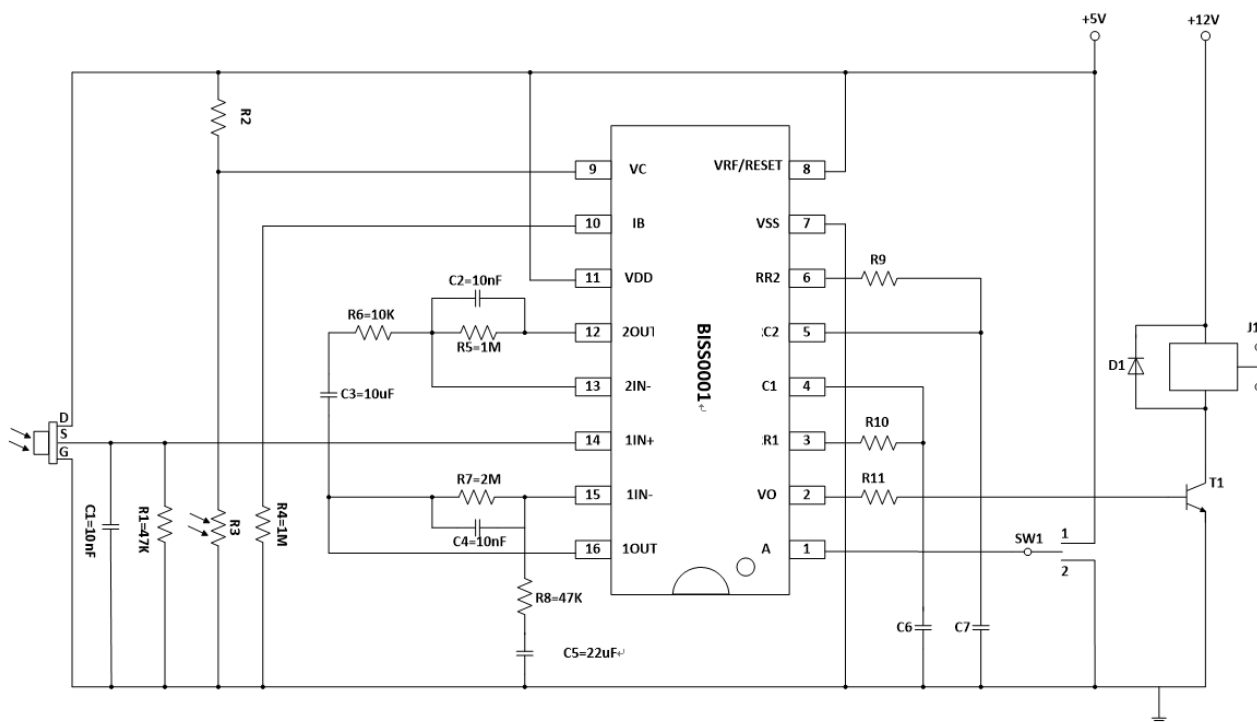 +5V
+12V
R2
9
VC
VRF/RESET
8
10
IB
VSS
7
11
VDD
RR2
6
R9
C2=10nF
R6=10K
R5=1M
12
2OUT
BISS0001
C2
5
D1
J1
C3=10uF
13
2IN-
C1
4
D
S
G
14
1IN+
R1
3
R10
R7=2M
15
1IN-
VO
2
R11
T1
C1=10nF
R1=47K
R3
R4=1M
C4=10nF
16
1OUT
A
1
SW1
1
2
R8=47K
C6
C7
C5=22uF